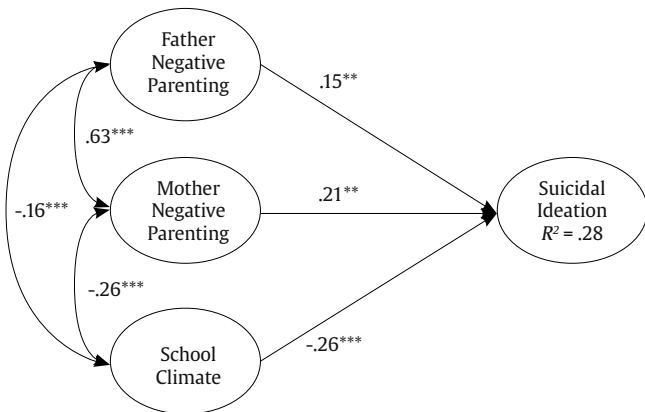 Father
Negative
Parenting
.15**
.63***
Mother
Negative
Parenting
.21**
Suicidal
Ideation
R² = .28
-.16***
-.26***
-.26***
School
Climate